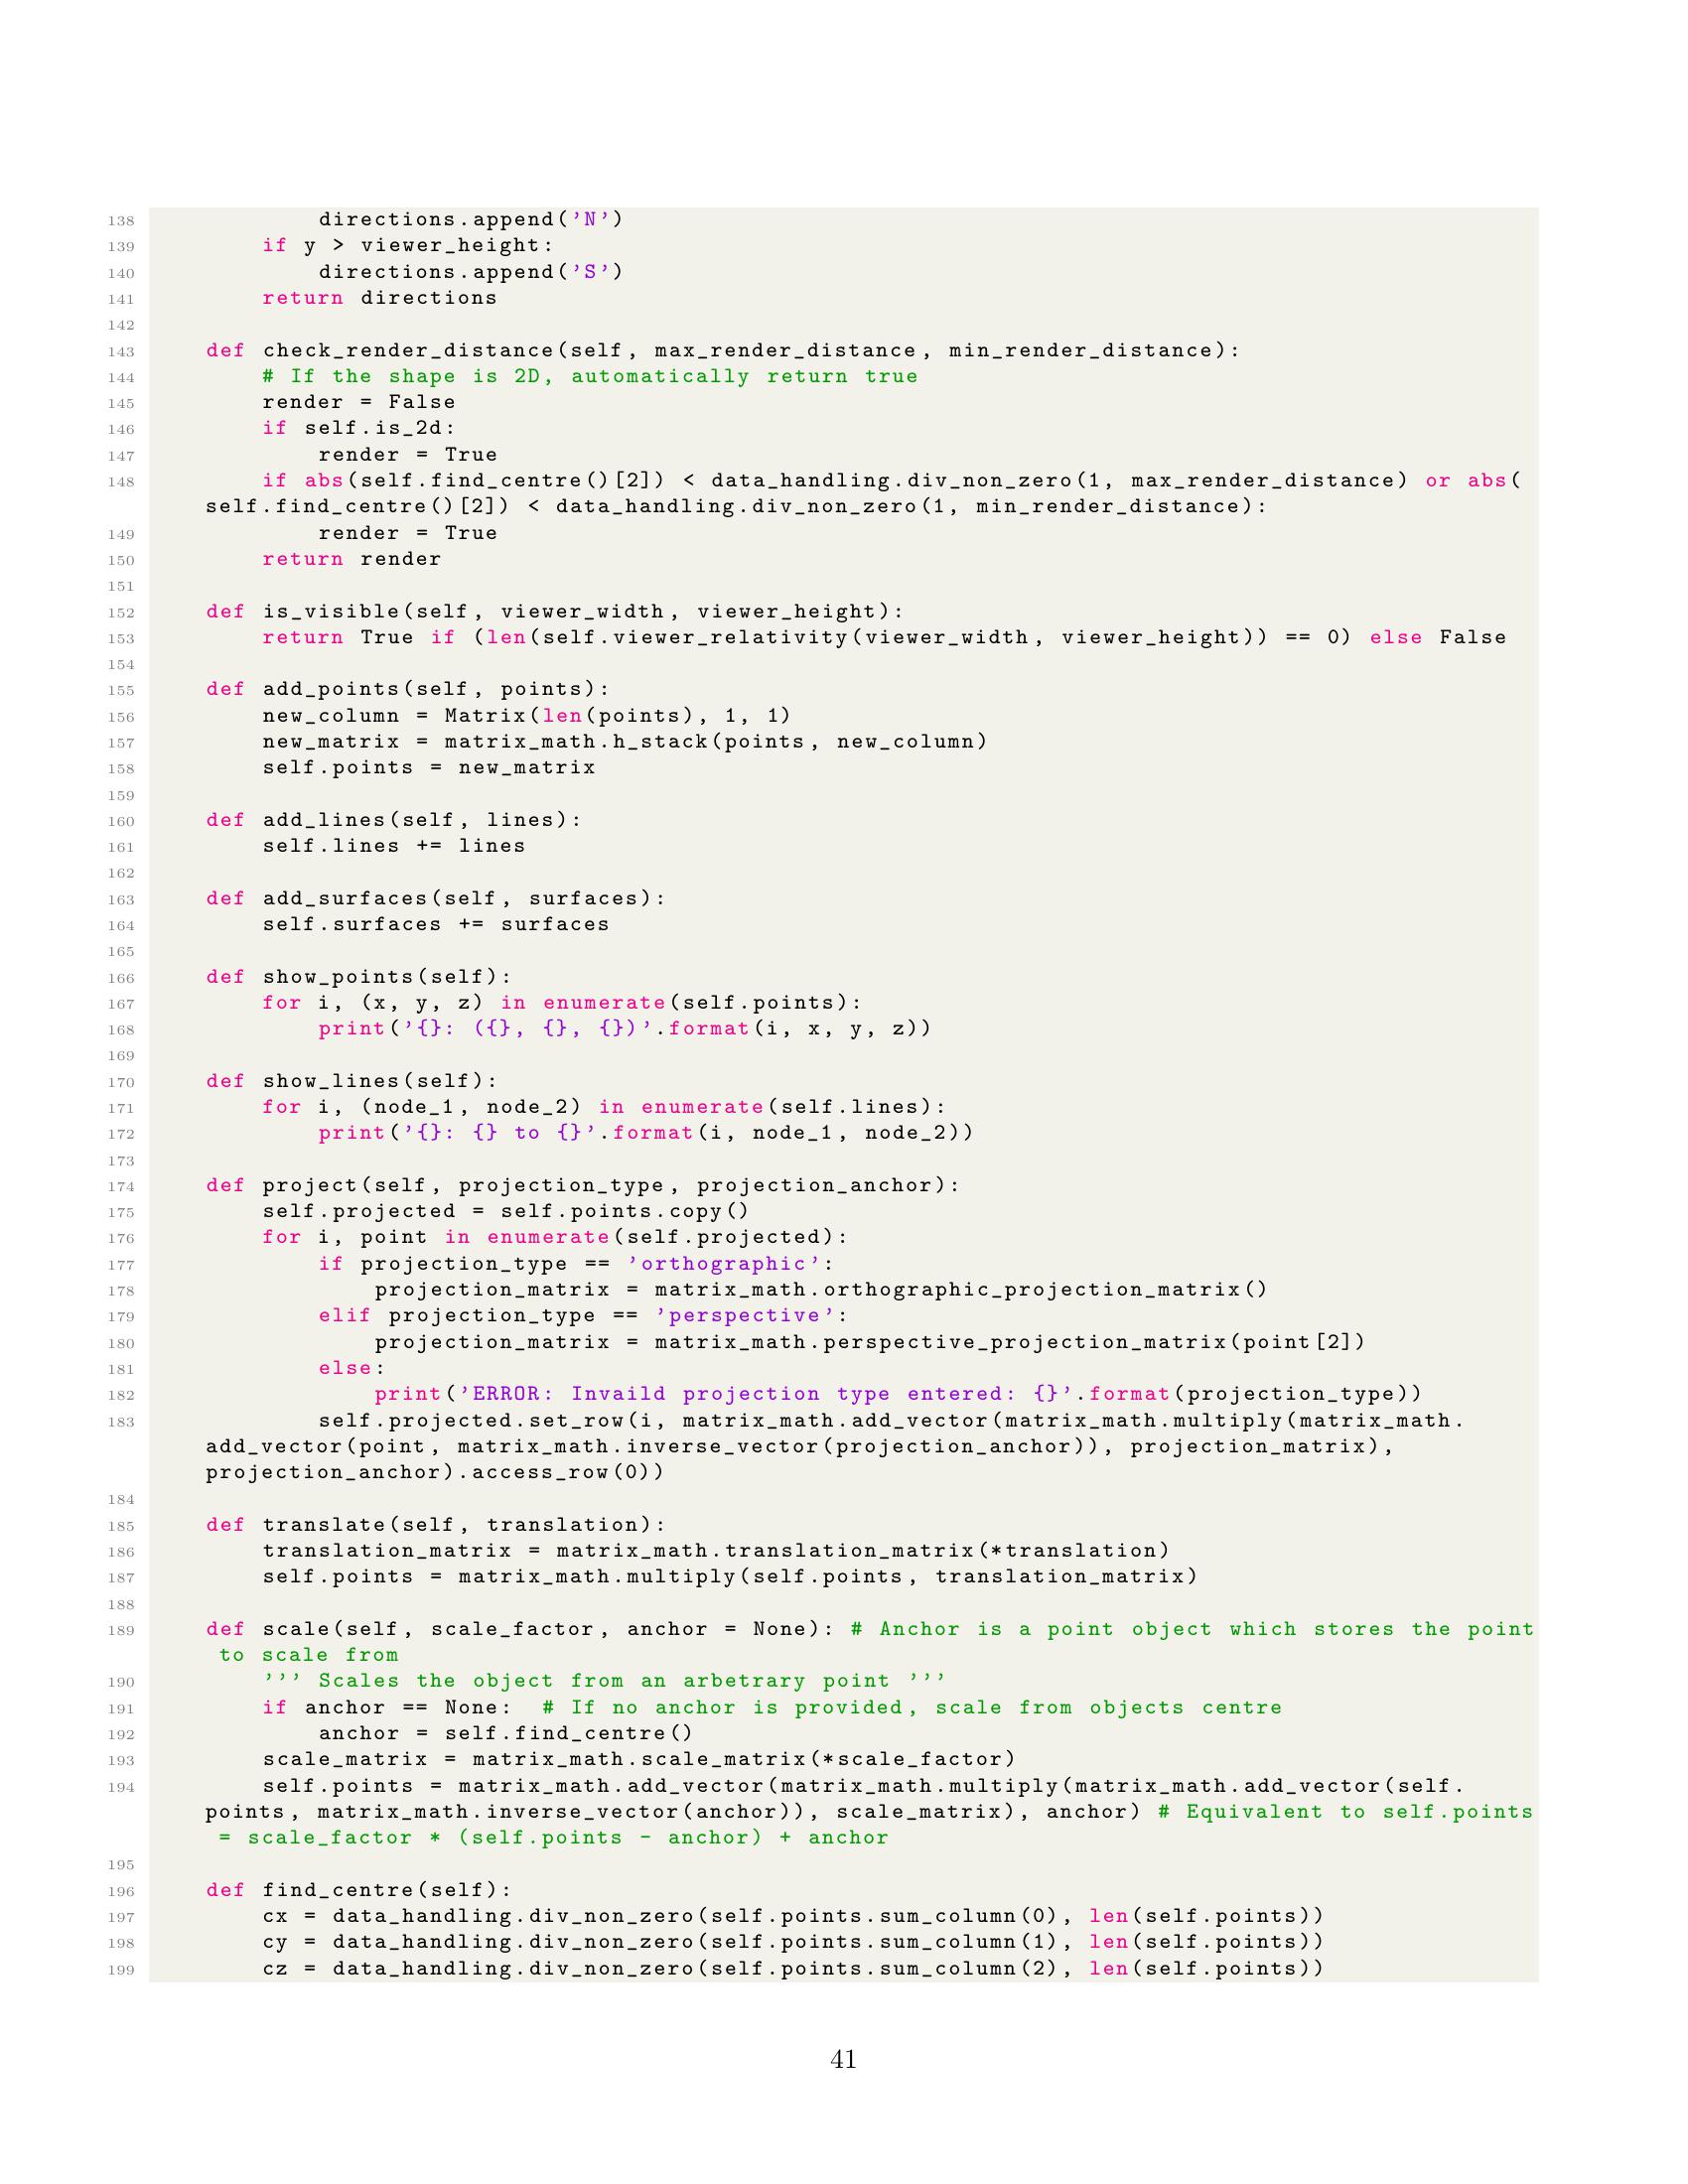 138             directions.append('N')
139         if y > viewer_height:
140             directions.append('S')
141         return directions
142
143     def check_render_distance(self, max_render_distance, min_render_distance):
144         # If the shape is 2D, automatically return true
145         render = False
146         if self.is_2d:
147             render = True
148         if abs(self.find_centre()[2]) < data_handling.div_non_zero(1, max_render_distance) or abs(
self.find_centre()[2]) < data_handling.div_non_zero(1, min_render_distance):
149             render = True
150         return render
151
152     def is_visible(self, viewer_width, viewer_height):
153         return True if (len(self.viewer_relativity(viewer_width, viewer_height)) == 0) else False
154
155     def add_points(self, points):
156         new_column = Matrix(len(points), 1, 1)
157         new_matrix = matrix_math.h_stack(points, new_column)
158         self.points = new_matrix
159
160     def add_lines(self, lines):
161         self.lines += lines
162
163     def add_surfaces(self, surfaces):
164         self.surfaces += surfaces
165
166     def show_points(self):
167         for i, (x, y, z) in enumerate(self.points):
168             print('{}: ({}, {}, {})'.format(i, x, y, z))
169
170     def show_lines(self):
171         for i, (node_1, node_2) in enumerate(self.lines):
172             print('{}: {} to {}'.format(i, node_1, node_2))
173
174     def project(self, projection_type, projection_anchor):
175         self.projected = self.points.copy()
176         for i, point in enumerate(self.projected):
177             if projection_type == 'orthographic':
178                 projection_matrix = matrix_math.orthographic_projection_matrix()
179             elif projection_type == 'perspective':
180                 projection_matrix = matrix_math.perspective_projection_matrix(point[2])
181             else:
182                 print('ERROR: Invaild projection type entered: {}'.format(projection_type))
183             self.projected.set_row(i, matrix_math.add_vector(matrix_math.multiply(matrix_math.
add_vector(point, matrix_math.inverse_vector(projection_anchor)), projection_matrix),
projection_anchor).access_row(0))
184
185     def translate(self, translation):
186         translation_matrix = matrix_math.translation_matrix(*translation)
187         self.points = matrix_math.multiply(self.points, translation_matrix)
188
189     def scale(self, scale_factor, anchor = None): # Anchor is a point object which stores the point
to scale from
190         ''' Scales the object from an arbetrary point '''
191         if anchor == None:  # If no anchor is provided, scale from objects centre
192             anchor = self.find_centre()
193         scale_matrix = matrix_math.scale_matrix(*scale_factor)
194         self.points = matrix_math.add_vector(matrix_math.multiply(matrix_math.add_vector(self.
points, matrix_math.inverse_vector(anchor)), scale_matrix), anchor) # Equivalent to self.points
= scale_factor * (self.points - anchor) + anchor
195
196     def find_centre(self):
197         cx = data_handling.div_non_zero(self.points.sum_column(0), len(self.points))
198         cy = data_handling.div_non_zero(self.points.sum_column(1), len(self.points))
199         cz = data_handling.div_non_zero(self.points.sum_column(2), len(self.points))
41